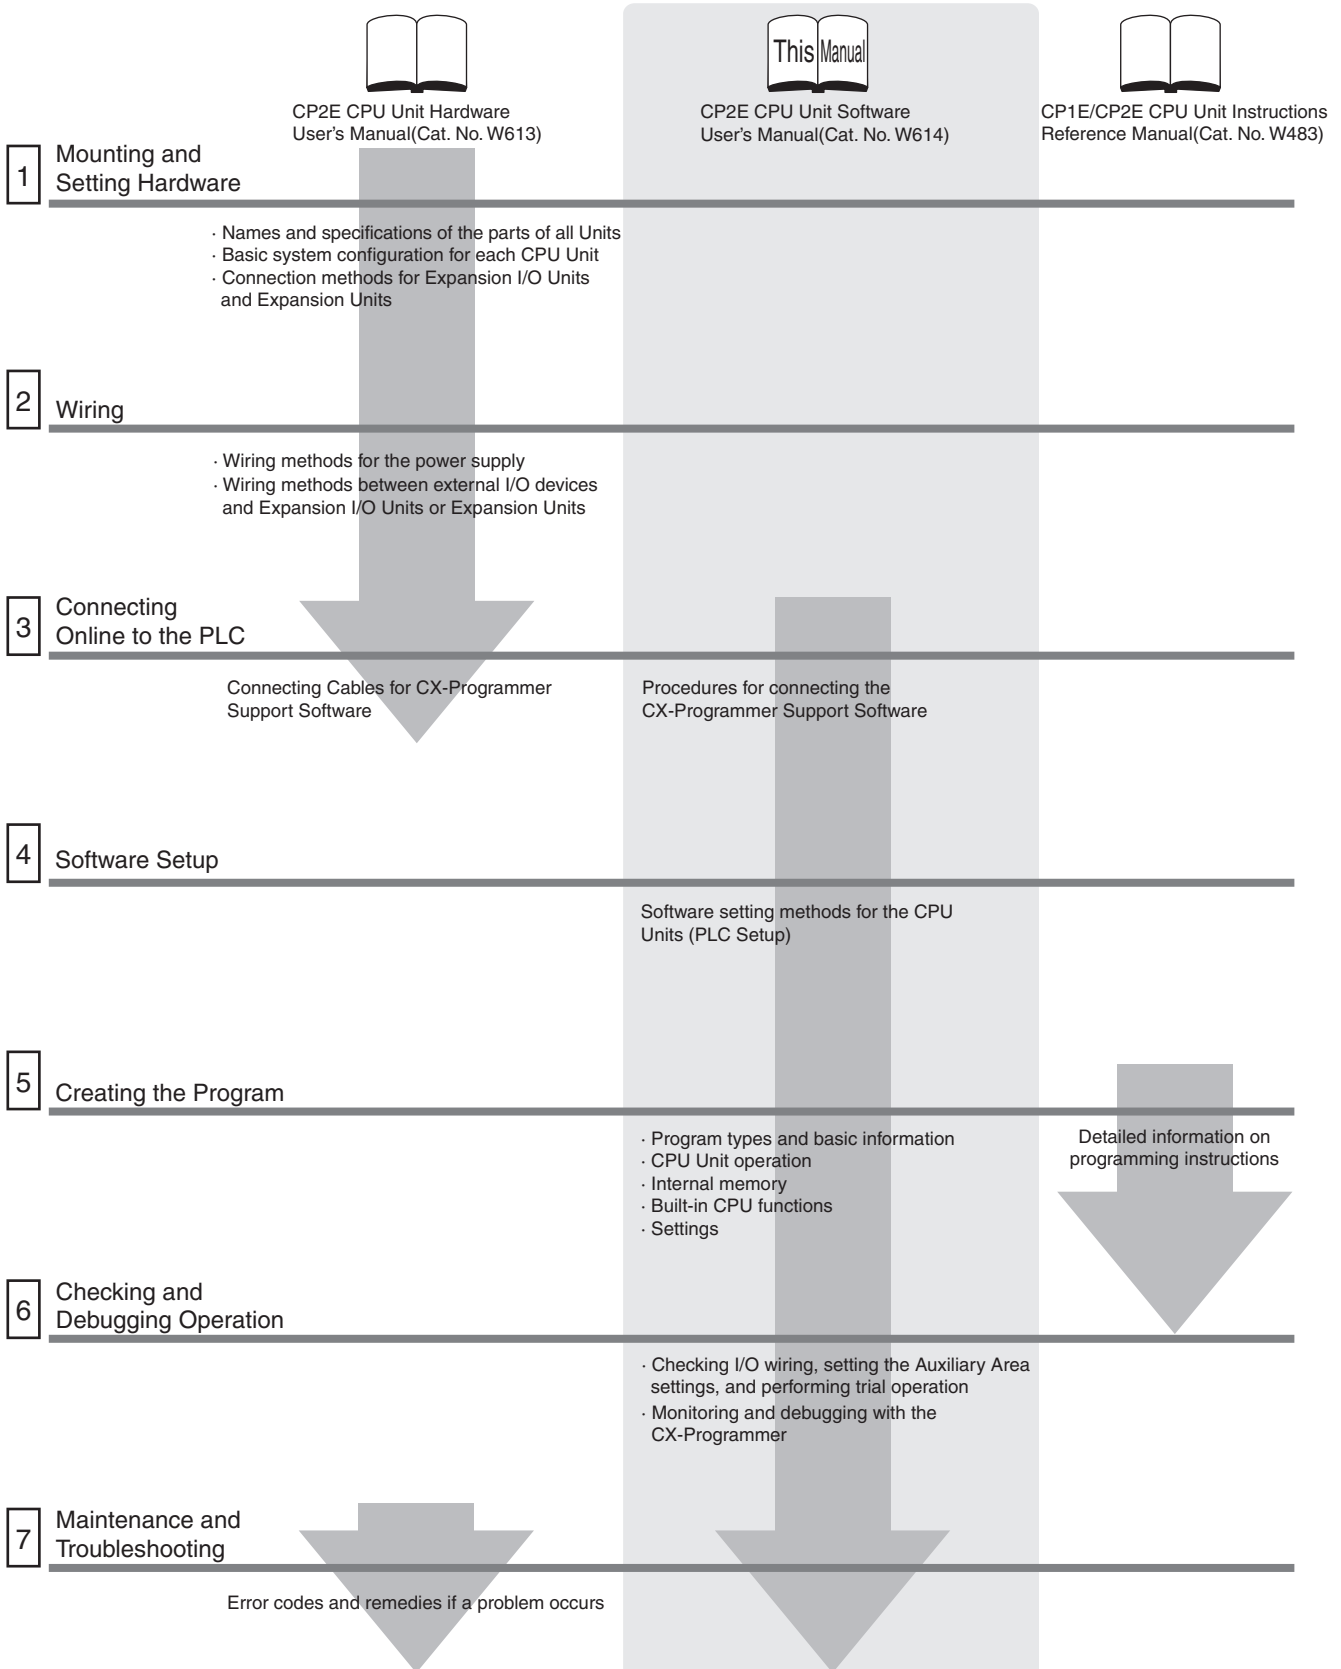 This Manual
CP2E CPU Unit Hardware
User's Manual(Cat. No. W613)
CP2E CPU Unit Software
User's Manual(Cat. No. W614)
CP1E/CP2E CPU Unit Instructions
Reference Manual(Cat. No. W483)
1
Mounting and
Setting Hardware
· Names and specifications of the parts of all Units
· Basic system configuration for each CPU Unit
· Connection methods for Expansion I/O Units
and Expansion Units
2
Wiring
· Wiring methods for the power supply
· Wiring methods between external I/O devices
and Expansion I/O Units or Expansion Units
3
Connecting
Online to the PLC
Connecting Cables for CX-Programmer
Support Software
Procedures for connecting the
CX-Programmer Support Software
4
Software Setup
Software setting methods for the CPU
Units (PLC Setup)
5
Creating the Program
· Program types and basic information
· CPU Unit operation
· Internal memory
· Built-in CPU functions
· Settings
Detailed information on
programming instructions
6
Checking and
Debugging Operation
· Checking I/O wiring, setting the Auxiliary Area
settings, and performing trial operation
· Monitoring and debugging with the
CX-Programmer
7
Maintenance and
Troubleshooting
Error codes and remedies if a problem occurs